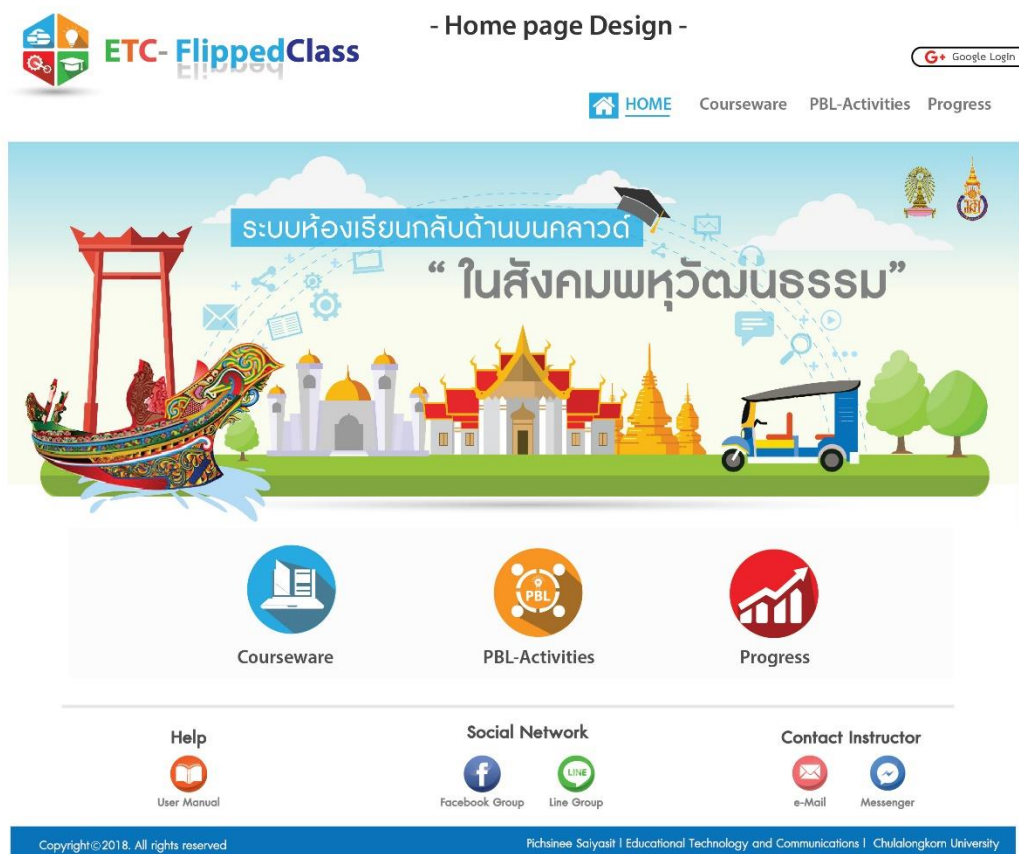 - Home page Design -
ETC- FlippedClass
G+ Google Login
HOME Courseware PBL-Activities Progress
ระบบห้องเรียนกลับด้านบนคลาวด์
“ ในสังคมพหุวัฒนธรรม”
PBL
Courseware PBL-Activities Progress
Help Social Network Contact Instructor
LINE
User Manual Facebook Group Line Group e-Mail Messenger
Copyright©2018. All rights reserved Pichsinee Saiyasit I Educational Technology and Communications I Chulalongkorn University